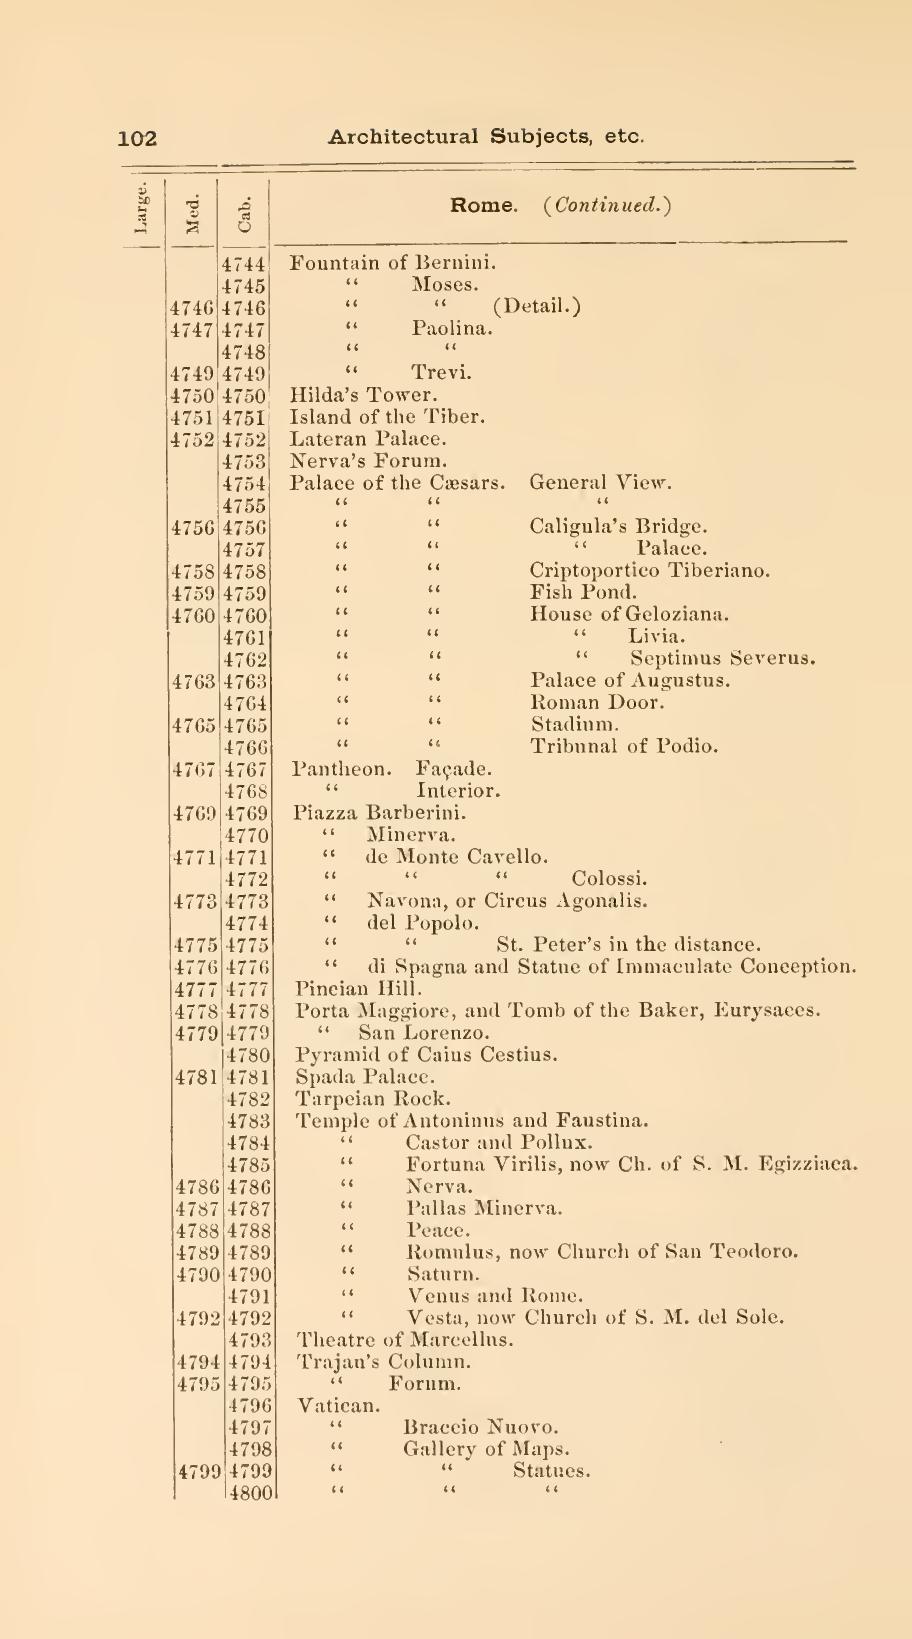 102 Architectural Subjects, etc.
Large. Med. Cab. Rome. (Continued.)
4744 Fountain of Bernini.
4745 “ Moses.
4746 4746 “ “ (Detail.)
4747 4747 “ Paolina.
4748 “ “
4749 4749 “ Trevi.
4750 4750 Hilda's Tower.
4751 4751 Island of the Tiber.
4752 4752 Lateran Palace.
4753 Nerva's Forum.
4754 Palace of the Cæsars. General View.
4755 “ “ “
4756 4756 “ “ Caligula's Bridge.
4757 “ “ “ Palace.
4758 4758 “ “ Criptoportico Tiberiano.
4759 4759 “ “ Fish Pond.
4760 4760 “ “ House of Geloziana.
4761 “ “ “ Livia.
4762 “ “ “ Septimus Severus.
4763 4763 “ “ Palace of Augustus.
4764 “ “ Roman Door.
4765 4765 “ “ Stadium.
4766 “ “ Tribunal of Podio.
4767 4767 Pantheon. Façade.
4768 “ Interior.
4769 4769 Piazza Barberini.
4770 “ Minerva.
4771 4771 “ de Monte Cavello.
4772 “ “ “ Colossi.
4773 4773 “ Navona, or Circus Agonalis.
4774 “ del Popolo.
4775 4775 “ “ St. Peter's in the distance.
4776 4776 “ di Spagna and Statue of Immaculate Conception.
4777 4777 Pincian Hill.
4778 4778 Porta Maggiore, and Tomb of the Baker, Eurysaces.
4779 4779 “ San Lorenzo.
4780 Pyramid of Caius Cestius.
4781 4781 Spada Palace.
4782 Tarpeian Rock.
4783 Temple of Antoninus and Faustina.
4784 “ Castor and Pollux.
4785 “ Fortuna Virilis, now Ch. of S. M. Egizziaca.
4786 4786 “ Nerva.
4787 4787 “ Pallas Minerva.
4788 4788 “ Peace.
4789 4789 “ Romulus, now Church of San Teodoro.
4790 4790 “ Saturn.
4791 “ Venus and Rome.
4792 4792 “ Vesta, now Church of S. M. del Sole.
4793 Theatre of Marcellus.
4794 4794 Trajan's Column.
4795 4795 “ Forum.
4796 Vatican.
4797 “ Braccio Nuovo.
4798 “ Gallery of Maps.
4799 4799 “ “ Statues.
4800 “ “ “